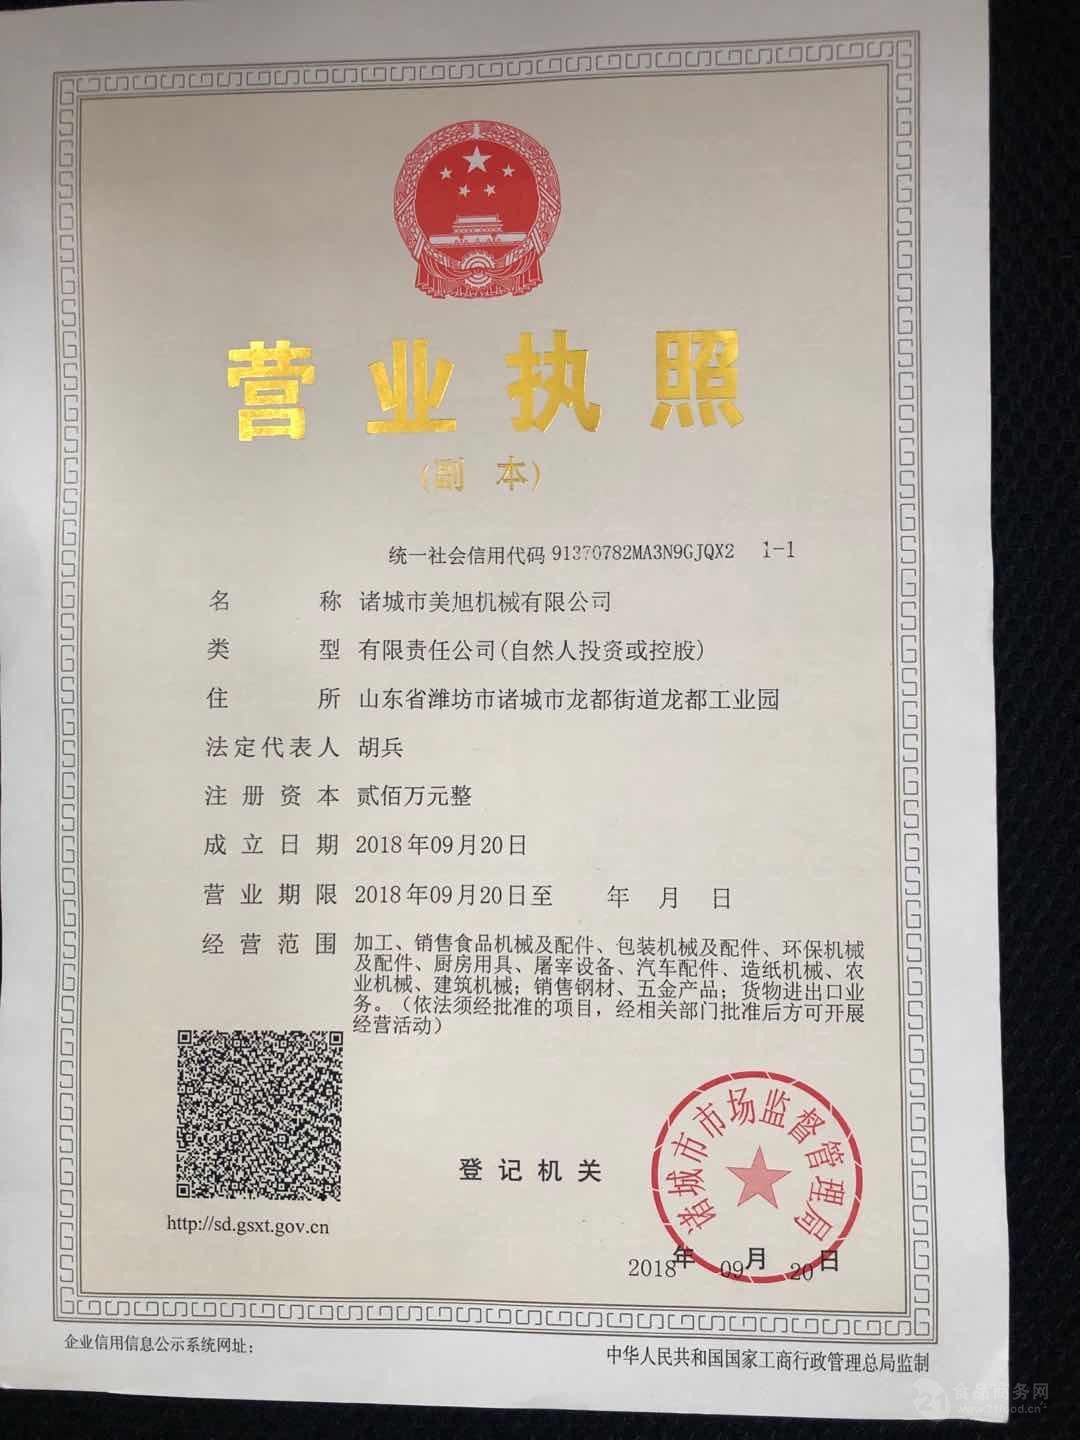 营业执照
(副本)
统一社会信用代码 91370782MA3N9GJQX2 1-1
名称 诸城市美旭机械有限公司
类型 有限责任公司(自然人投资或控股)
住所 山东省潍坊市诸城市龙都街道龙都工业园
法定代表人 胡兵
注册资本 贰佰万元整
成立日期 2018年09月20日
营业期限 2018年09月20日至 年 月 日
经营范围 加工、销售食品机械及配件、包装机械及配件、环保机械
及配件、厨房用具、屠宰设备、汽车配件、造纸机械、农
业机械、建筑机械；销售钢材、五金产品；货物进出口业
务。（依法须经批准的项目，经相关部门批准后方可开展
经营活动）
http://sd.gsxt.gov.cn
登记机关
诸城市市场监督管理局
2018年 09月 20日
企业信用信息公示系统网址：
中华人民共和国国家工商行政管理总局监制
21 食品商务网
www.21food.cn